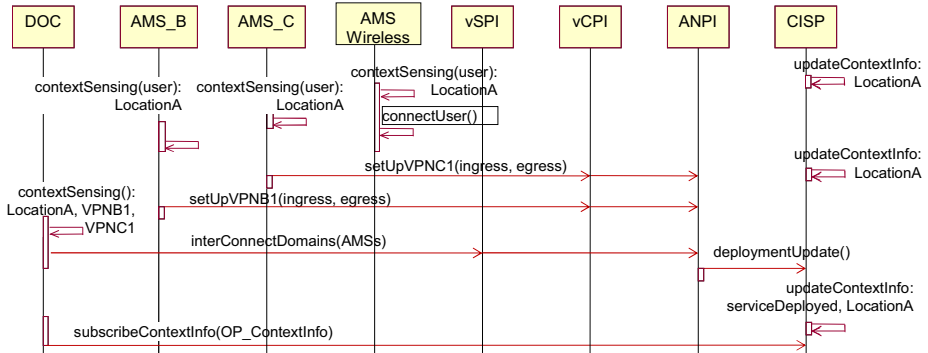 DOC
AMS_B
AMS_C
AMS
Wireless
vSPI
vCPI
ANPI
CISP
updateContextInfo:
LocationA
contextSensing(user):
LocationA
contextSensing(user):
LocationA
contextSensing(user):
LocationA
connectUser()
setUpVPNC1(ingress, egress)
updateContextInfo:
LocationA
contextSensing():
LocationA, VPNB1,
VPNC1
setUpVPNB1(ingress, egress)
interConnectDomains(AMSs)
deploymentUpdate()
updateContextInfo:
serviceDeployed, LocationA
subscribeContextInfo(OP_ContextInfo)